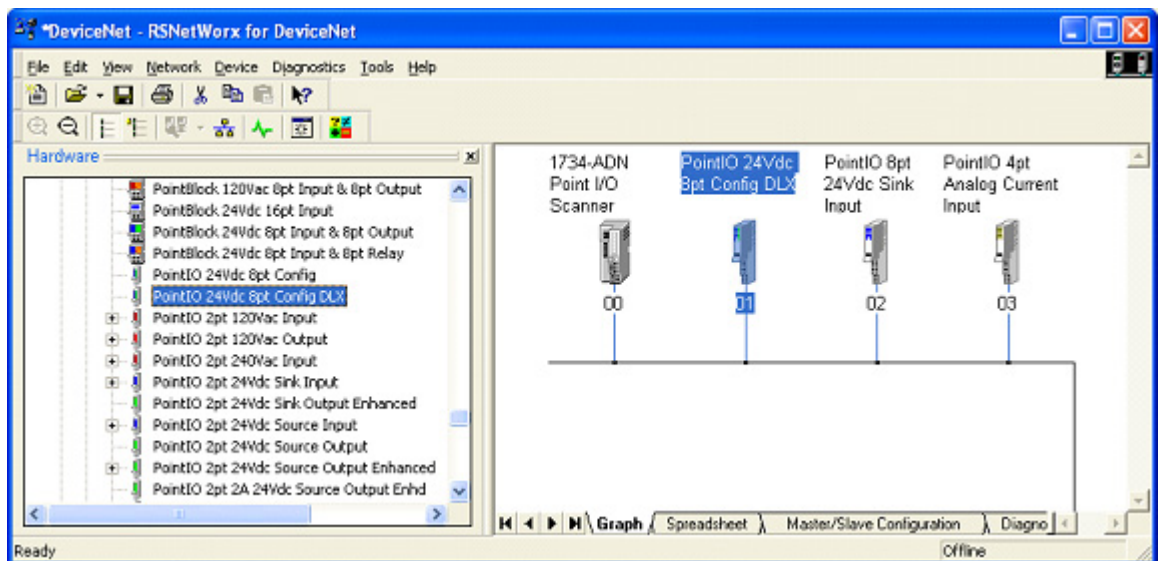 *DeviceNet - RSNetWorx for DeviceNet
File Edit View Network Device Diagnostics Tools Help
Hardware
PointBlock 120Vac 8pt Input & 8pt Output
PointBlock 24Vdc 16pt Input
PointBlock 24Vdc 8pt Input & 8pt Output
PointBlock 24Vdc 8pt Input & 8pt Relay
PointIO 24Vdc 8pt Config
PointIO 24Vdc 8pt Config DLX
PointIO 2pt 120Vac Input
PointIO 2pt 120Vac Output
PointIO 2pt 240Vac Input
PointIO 2pt 24Vdc Sink Input
PointIO 2pt 24Vdc Sink Output Enhanced
PointIO 2pt 24Vdc Source Input
PointIO 2pt 24Vdc Source Output
PointIO 2pt 24Vdc Source Output Enhanced
PointIO 2pt 2A 24Vdc Source Output Enhd
1734-ADN
Point I/O
Scanner
00
PointIO 24Vdc
8pt Config DLX
01
PointIO 8pt
24Vdc Sink
Input
02
PointIO 4pt
Analog Current
Input
03
Graph Spreadsheet Master/Slave Configuration Diagno
Ready Offline